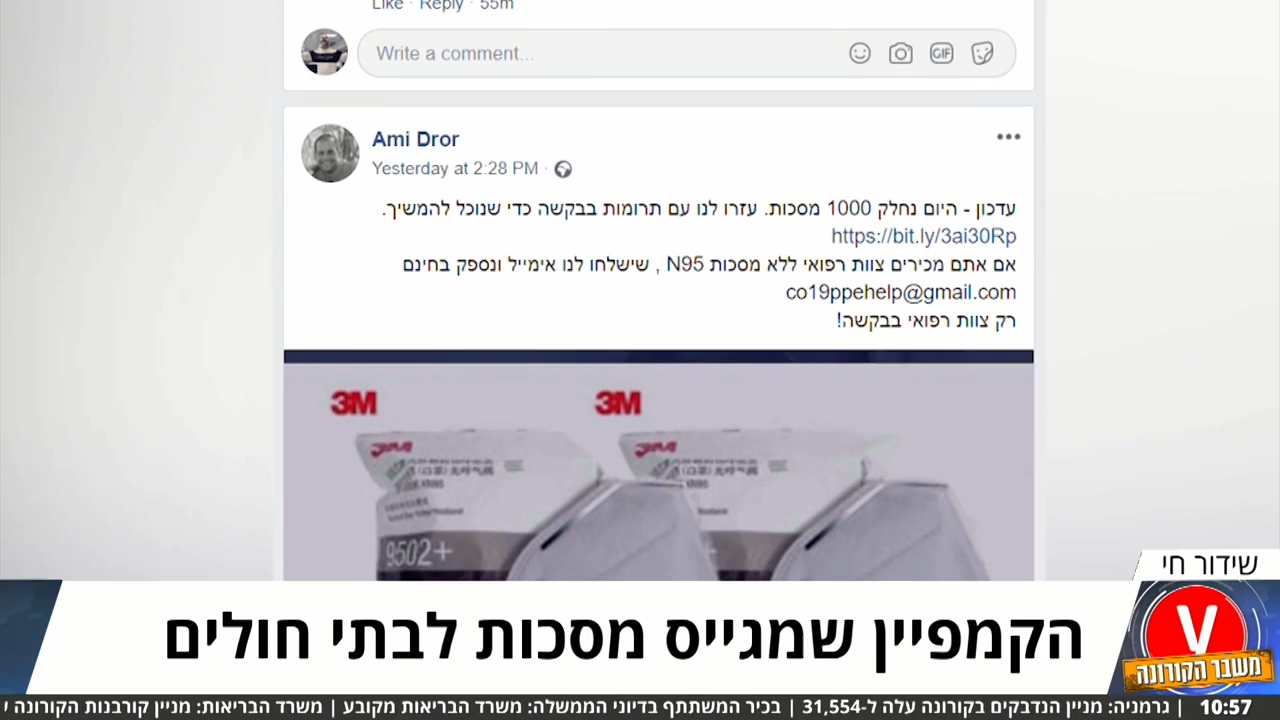 Like · Reply · 55m
Write a comment...
GIF
Ami Dror
Yesterday at 2:28 PM ·
עדכון - היום נחלק 1000 מסכות. עזרו לנו עם תרומות בבקשה כדי שנוכל להמשיך.
https://bit.ly/3ai30Rp
אם אתם מכירים צוות רפואי ללא מסכות N95 , שישלחו לנו אימייל ונספק בחינם
co19ppehelp@gmail.com
רק צוות רפואי בבקשה!
3M 3M
3M 3M
9502+
שידור חי
הקמפיין שמגייס מסכות לבתי חולים
משבר הקורונה
10:57 | גרמניה: מניין הנדבקים בקורונה עלה ל-31,554 | בכיר המשתתף בדיוני הממשלה: משרד הבריאות מקובע | משרד הבריאות: מניין קורבנות הקורונה י